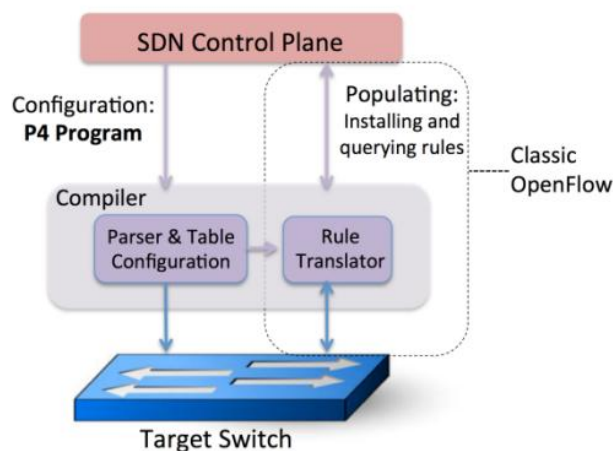 SDN Control Plane
Configuration:
P4 Program
Populating:
Installing and
querying rules
Classic
OpenFlow
Compiler
Parser & Table
Configuration
Rule
Translator
Target Switch